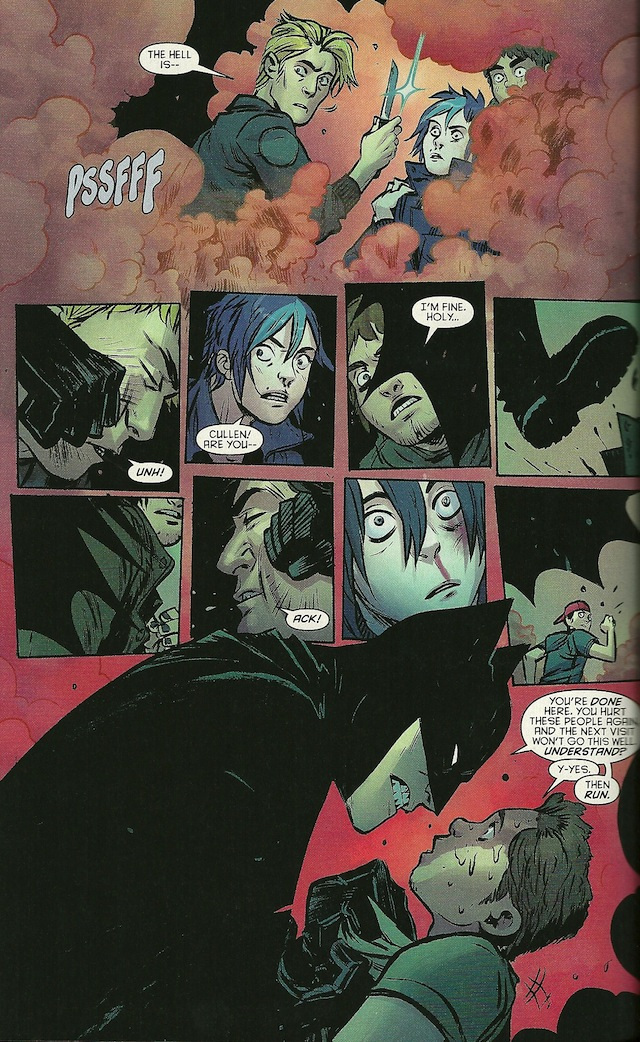 THE HELL
IS--
PSSFFF
UNH!
CULLEN!
ARE YOU--
I'M FINE.
HOLY...
ACK!
YOU'RE DONE
HERE. YOU HURT
THESE PEOPLE AGAIN
AND THE NEXT VISIT
WON'T GO THIS WELL.
UNDERSTAND?
Y-YES.
THEN
RUN.